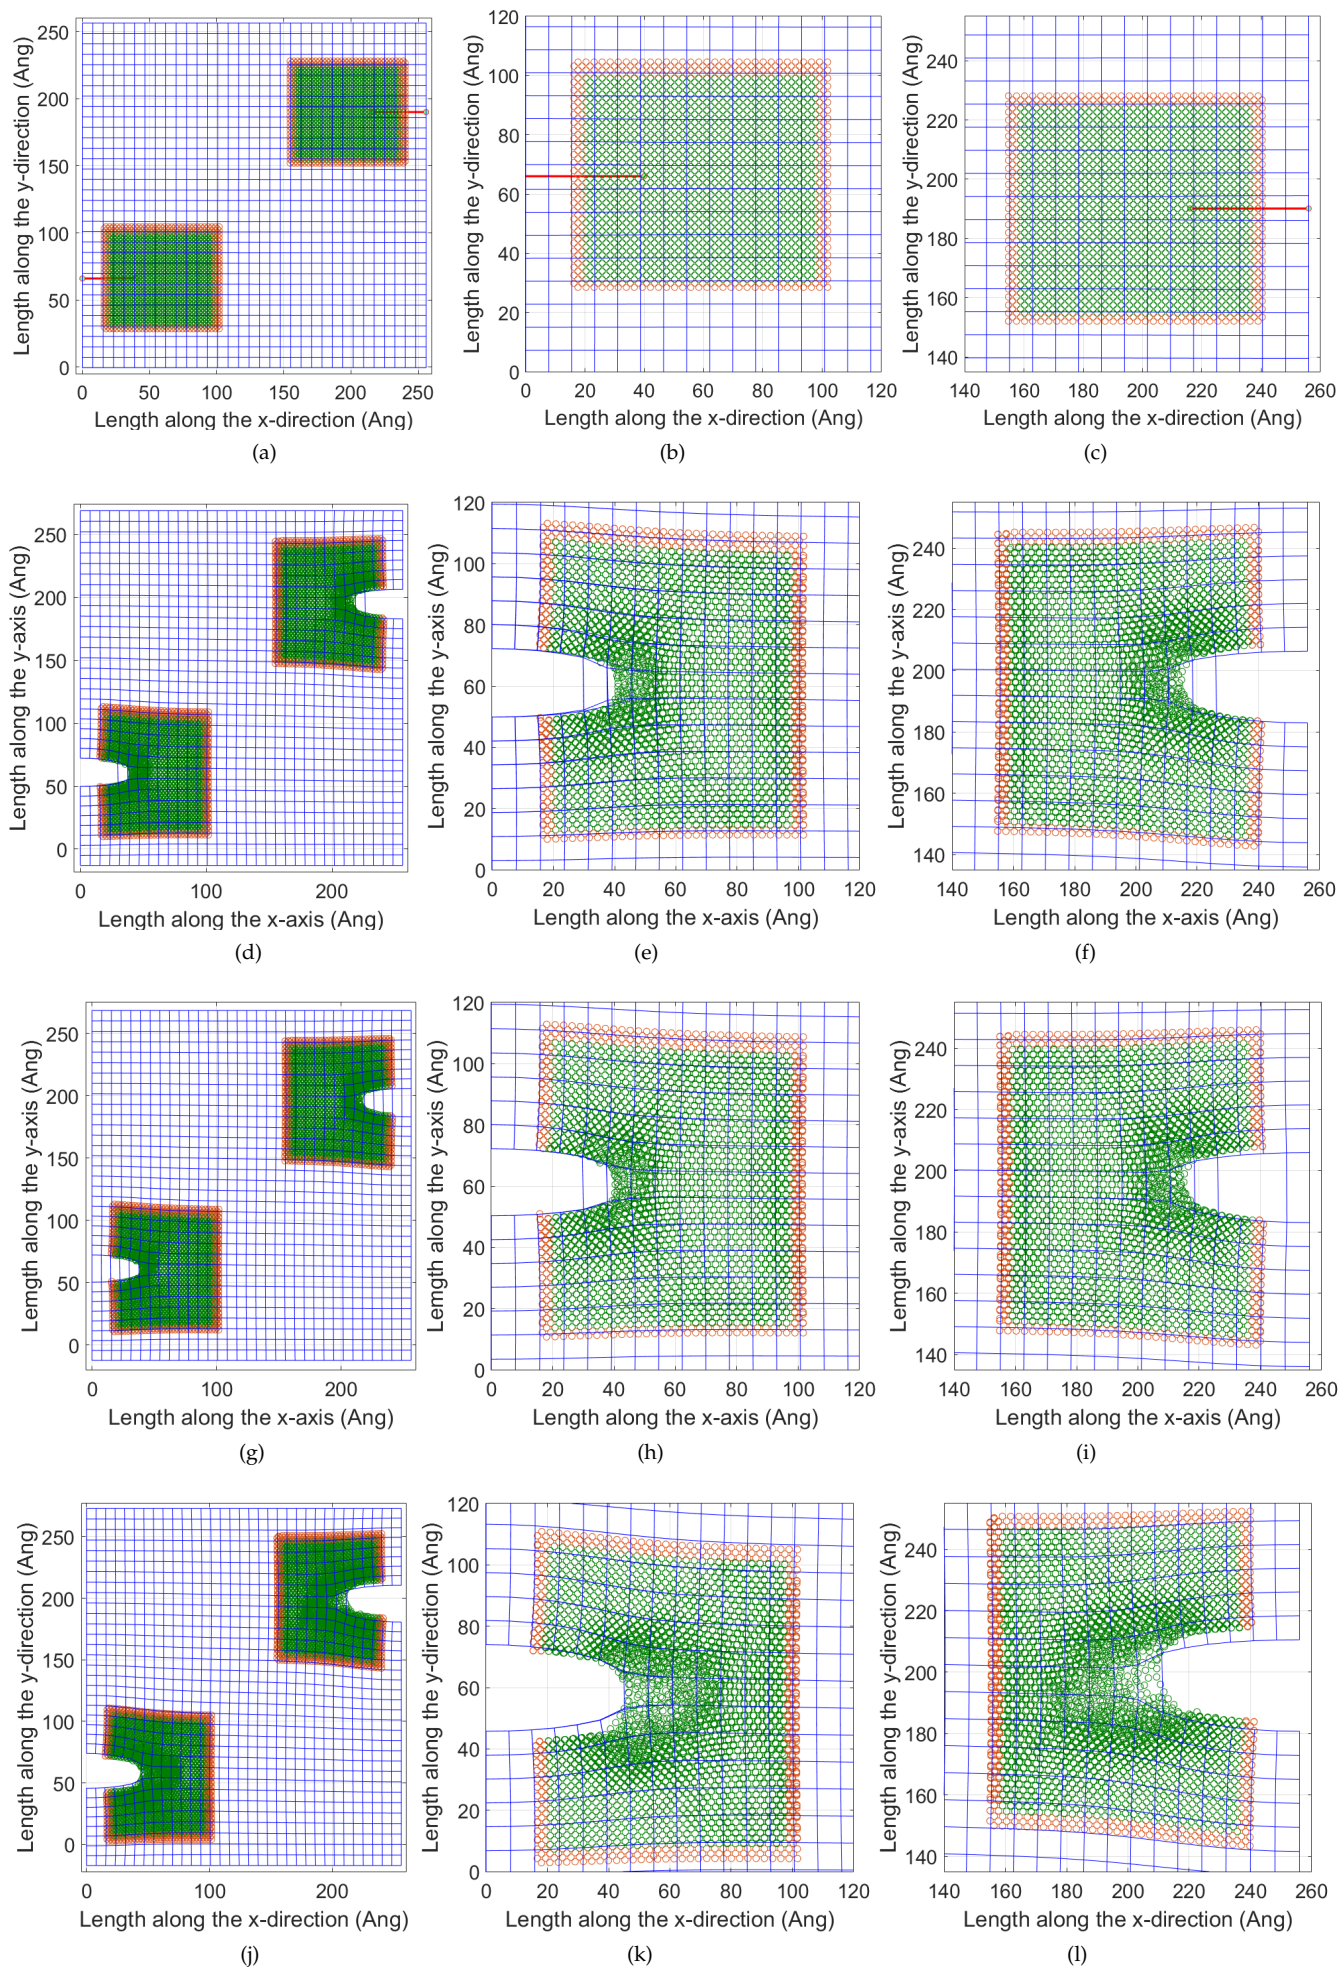 250
200
150
100
50
0
0 50 100 150 200 250
Length along the y-direction (Ang)
Length along the x-direction (Ang)
(a)
120
100
80
60
40
20
0
0 20 40 60 80 100 120
Length along the y-direction (Ang)
Length along the x-direction (Ang)
(b)
240
220
200
180
160
140
140 160 180 200 220 240 260
Length along the y-direction (Ang)
Length along the x-direction (Ang)
(c)
250
200
150
100
50
0
0 100 200
Length along the y-axis (Ang)
Length along the x-axis (Ang)
(d)
120
100
80
60
40
20
0
0 20 40 60 80 100 120
Length along the y-axis (Ang)
Length along the x-axis (Ang)
(e)
240
220
200
180
160
140
140 160 180 200 220 240 260
Length along the y-axis (Ang)
Length along the x-axis (Ang)
(f)
250
200
150
100
50
0
0 100 200
Lemgth along the y-axis (Ang)
Length along the x-axis (Ang)
(g)
120
100
80
60
40
20
0
0 20 40 60 80 100 120
Length along the y-axis (Ang)
Length along the x-axis (Ang)
(h)
240
220
200
180
160
140
140 160 180 200 220 240 260
Lemgth along the y-axis (Ang)
Length along the x-axis (Ang)
(i)
250
200
150
100
50
0
0 100 200
Length along the y-direction (Ang)
Length along the x-direction (Ang)
(j)
120
100
80
60
40
20
0
0 20 40 60 80 100 120
Length along the y-direction (Ang)
Length along the x-direction (Ang)
(k)
240
220
200
180
160
140
140 160 180 200 220 240 260
Length along the y-direction (Ang)
Length along the x-direction (Ang)
(l)